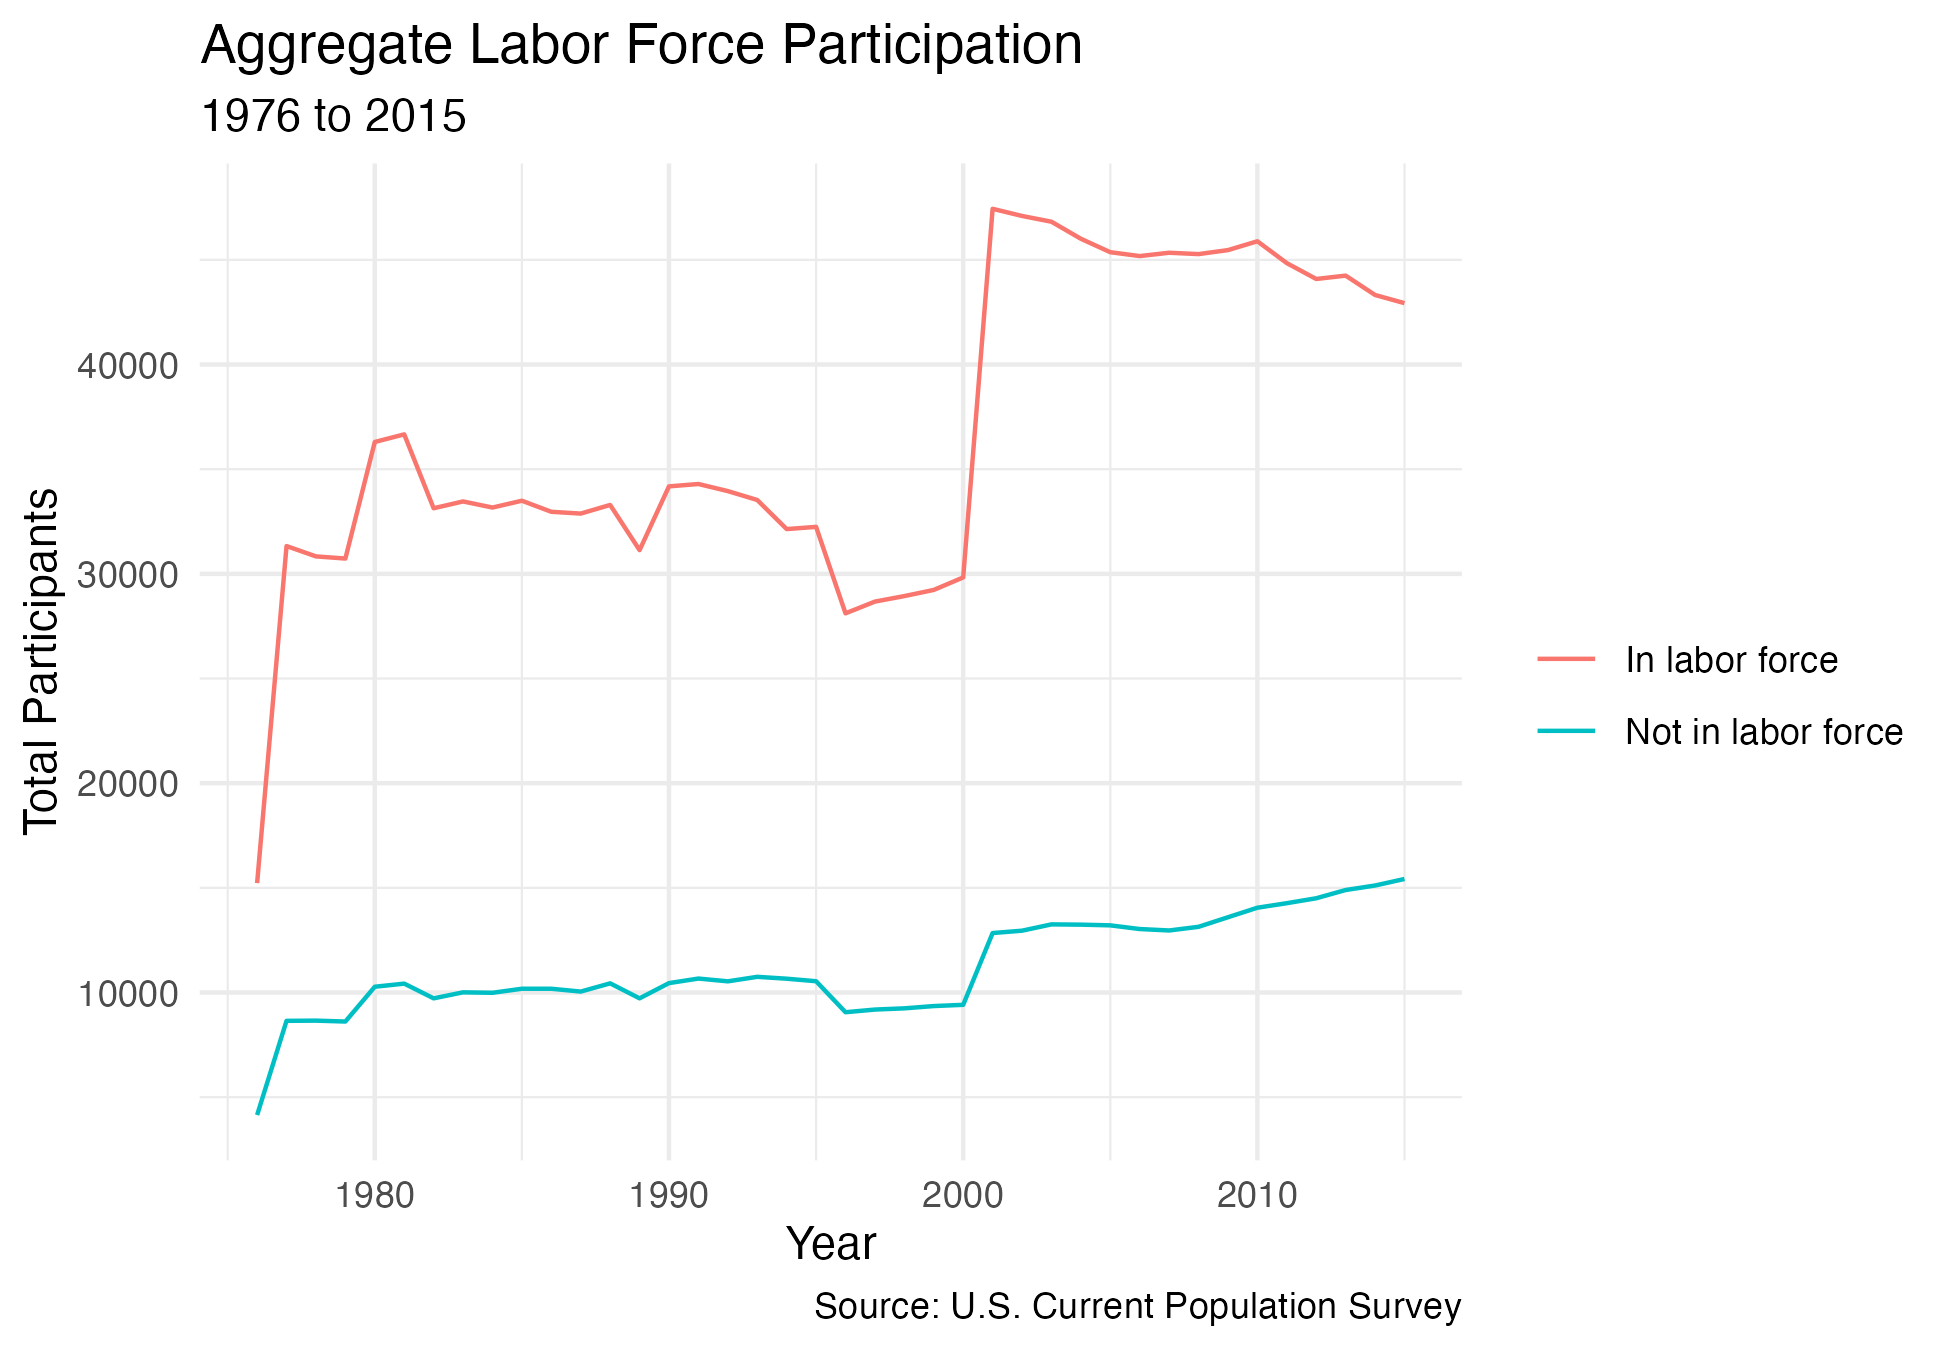 Aggregate Labor Force Participation
1976 to 2015
Total Participants
40000
30000
20000
10000
1980
1990
2000
2010
Year
In labor force
Not in labor force
Source: U.S. Current Population Survey